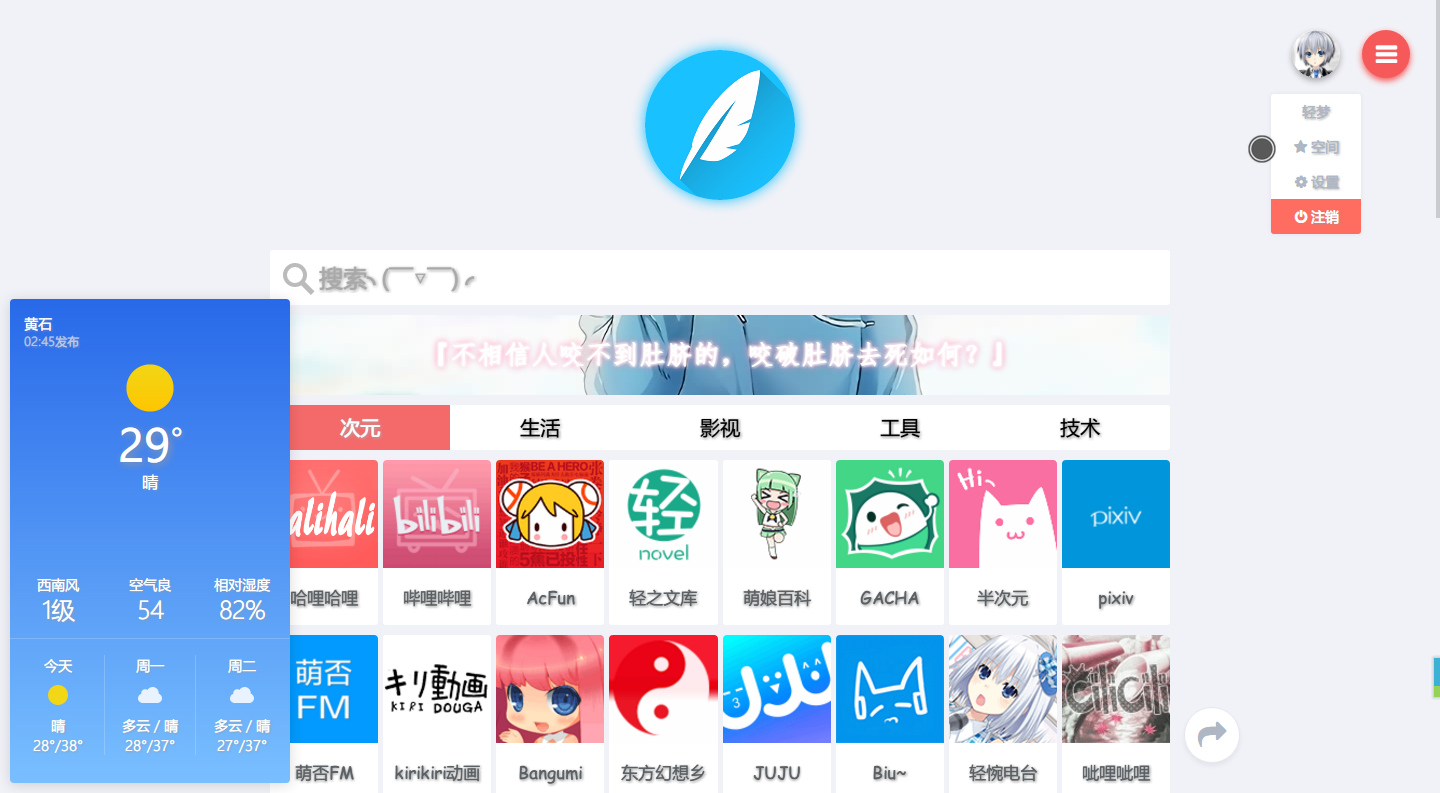 轻梦
空间
设置
注销
搜索ヽ(￣▽￣)ﾉ
『不相信人咬不到肚脐的，咬破肚脐去死如何？』
次元
生活
影视
工具
技术
黄石
02:45发布
29°
晴
西南风
1级
空气良
54
相对湿度
82%
今天
周一
周二
晴
多云 / 晴
多云 / 晴
28°/38°
28°/37°
27°/37°
alihali
bilibili
轻
novel
Hi~
pixiv
哈哩哈哩
哔哩哔哩
AcFun
轻之文库
萌娘百科
GACHA
半次元
pixiv
萌否
FM
キリ動画
KIRI DOUGA
JUJU
cilicili
萌否FM
kirikiri动画
Bangumi
东方幻想乡
JUJU
Biu~
轻惋电台
呲哩呲哩